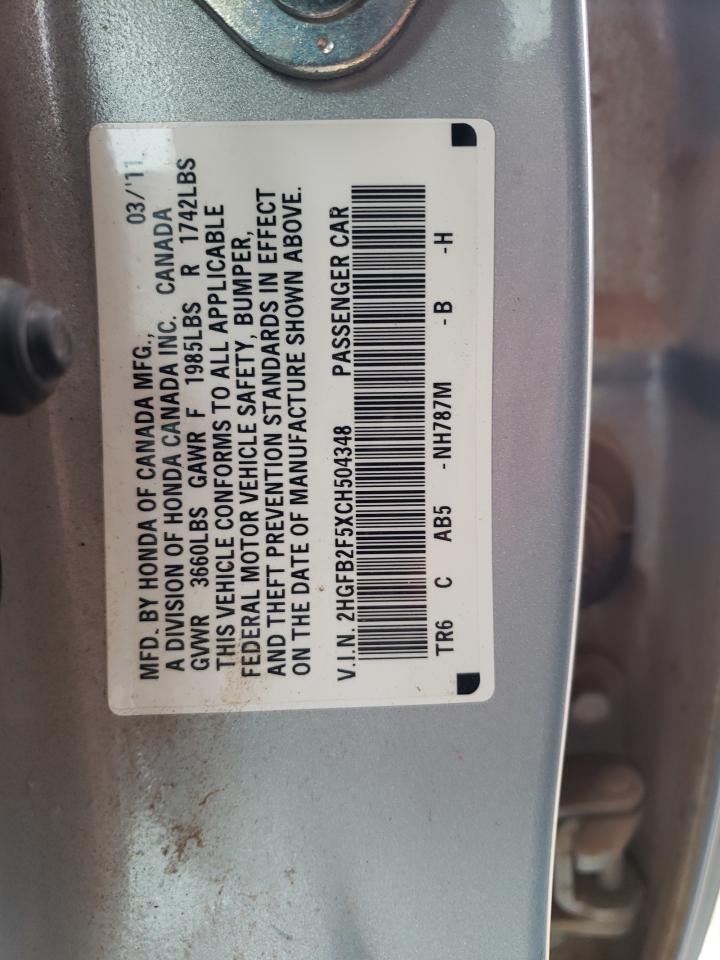 MFD. BY HONDA OF CANADA MFG., 03/'11
A DIVISION OF HONDA CANADA INC. CANADA
GVWR 3660LBS GAWR F 1985LBS R 1742LBS
THIS VEHICLE CONFORMS TO ALL APPLICABLE
FEDERAL MOTOR VEHICLE SAFETY, BUMPER,
AND THEFT PREVENTION STANDARDS IN EFFECT
ON THE DATE OF MANUFACTURE SHOWN ABOVE.
V.I.N. 2HGFB2F5XCH504348 PASSENGER CAR
TR6 C AB5 -NH787M -B -H